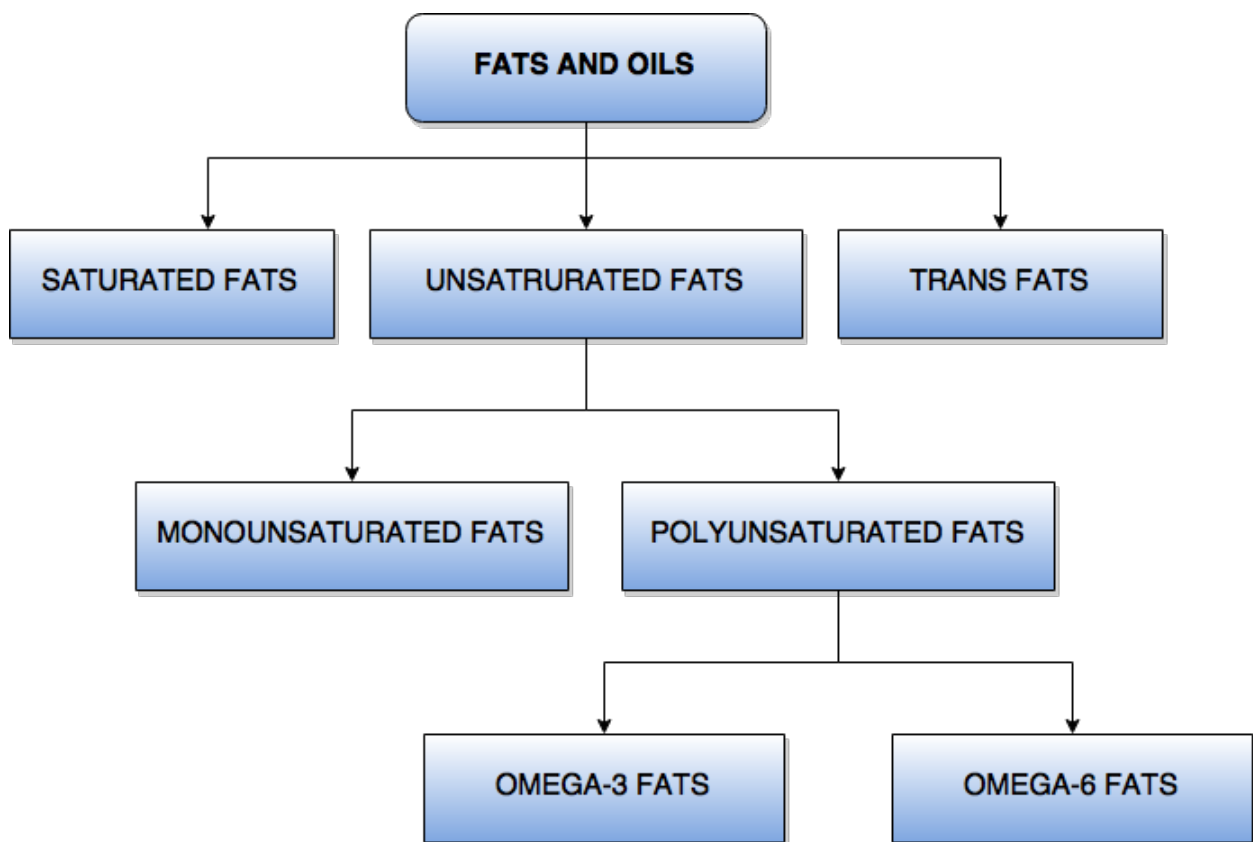 FATS AND OILS
SATURATED FATS
UNSATRURATED FATS
TRANS FATS
MONOUNSATURATED FATS
POLYUNSATURATED FATS
OMEGA-3 FATS
OMEGA-6 FATS